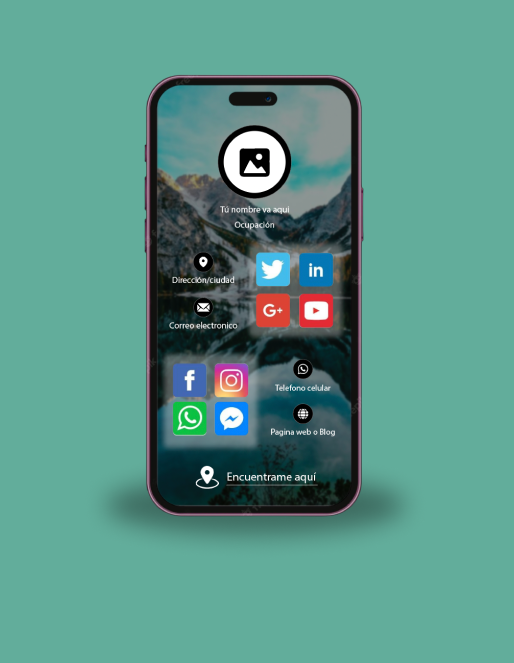 Tú nombre va aquí
Ocupación
Dirección/ciudad
in
G+
Correo electronico
f
Telefono celular
Pagina web o Blog
Encuentrame aquí